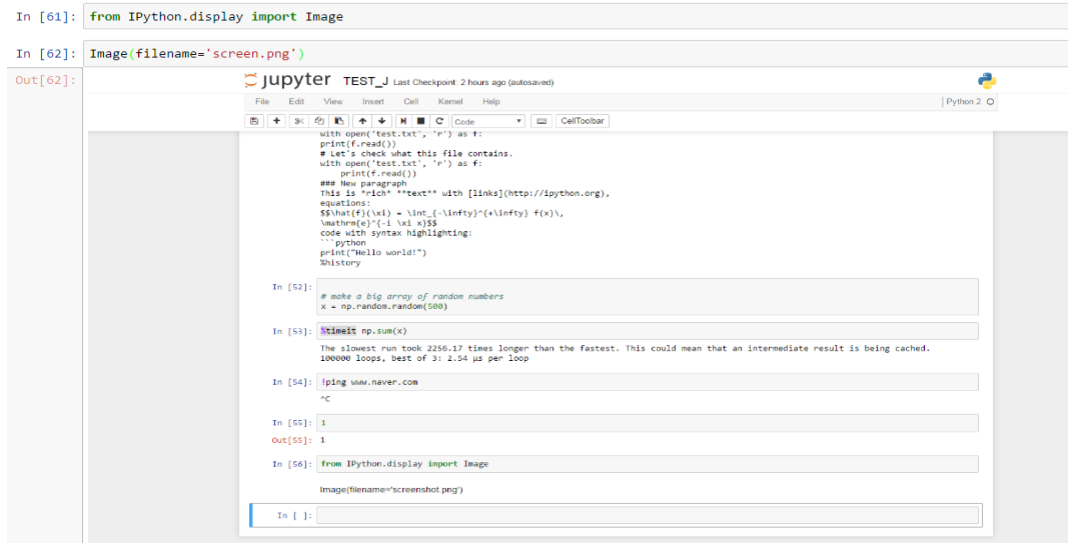 In [61]: from IPython.display import Image
In [62]: Image(filename='screen.png')
Out[62]:
jupyter TEST_J Last Checkpoint: 2 hours ago (autosaved)
File Edit View Insert Cell Kernel Help Python 2
Code CellToolbar
with open('test.txt', 'r') as f:
print(f.read())
# Let's check what this file contains.
with open('test.txt', 'r') as f:
    print(f.read())
### New paragraph
This is *rich* **text** with [links](http://ipython.org),
equations:
$$\hat{f}(\xi) = \int_{-\infty}^{+\infty} f(x)\,
\mathrm{e}^{-i \xi x}$$
code with syntax highlighting:
```python
print("Hello world!")
%history
In [52]:
# make a big array of random numbers
x = np.random.random(500)
In [53]: %timeit np.sum(x)
The slowest run took 2256.17 times longer than the fastest. This could mean that an intermediate result is being cached.
100000 loops, best of 3: 2.54 µs per loop
In [54]: !ping www.naver.com
^C
In [55]: 1
Out[55]: 1
In [56]: from IPython.display import Image
Image(filename='screenshot.png')
In [ ]: